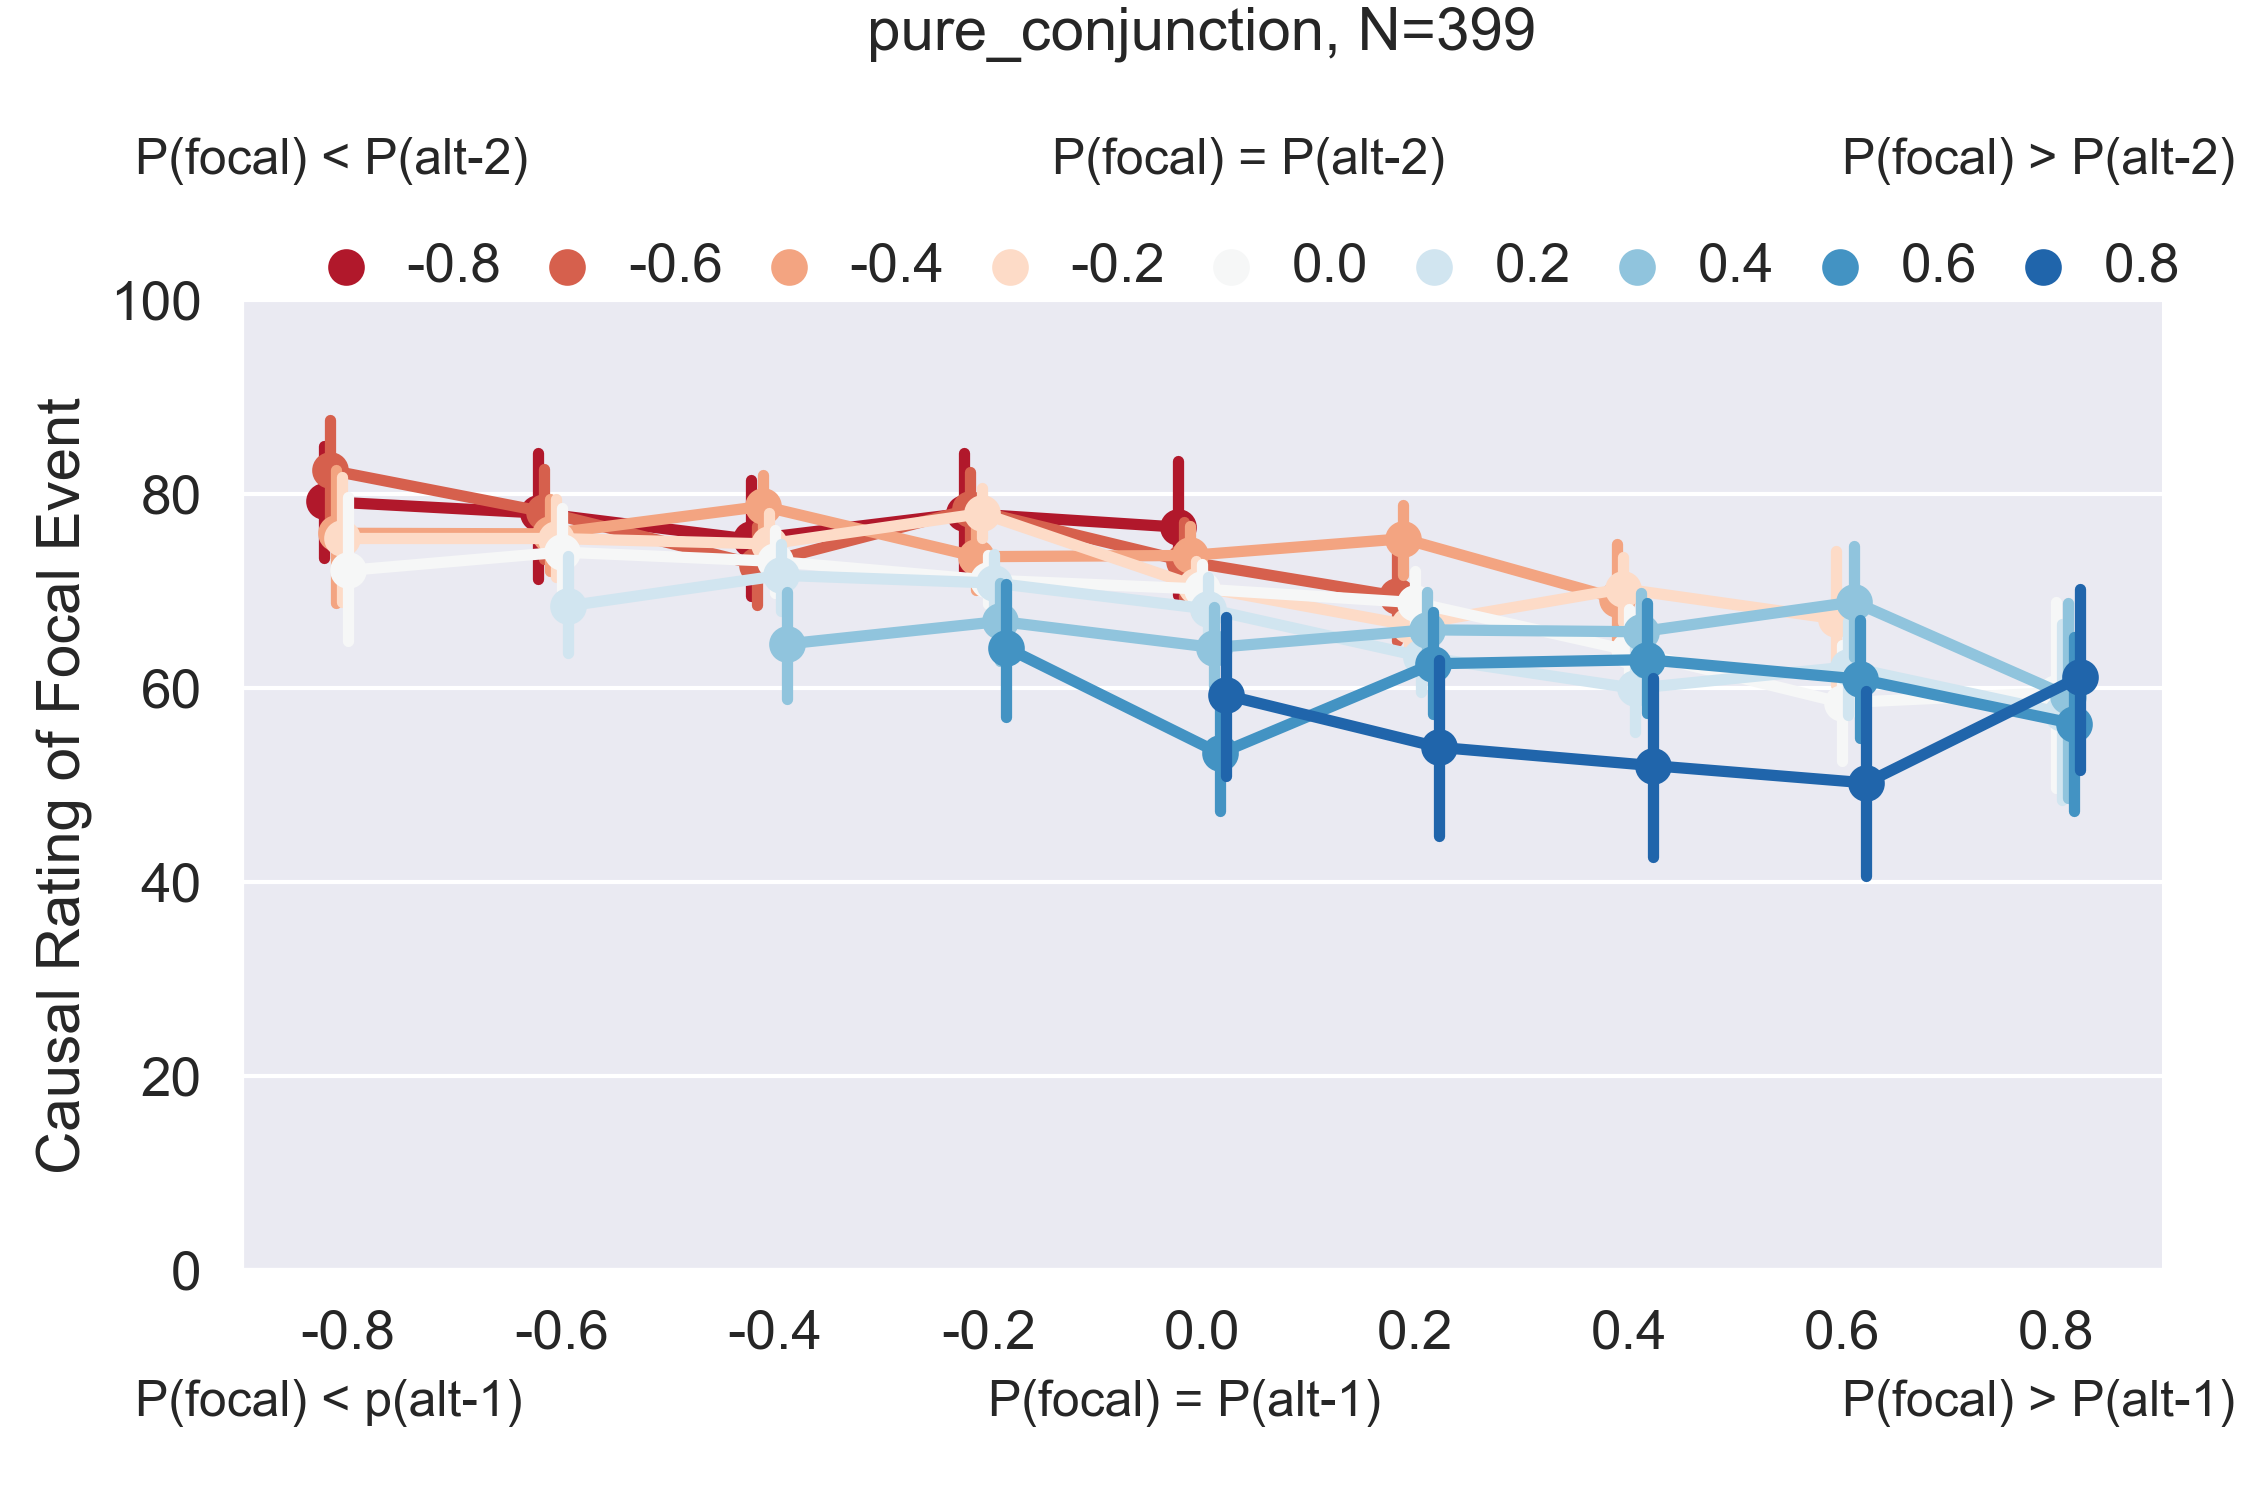 pure_conjunction, N=399
P(focal) < P(alt-2) P(focal) = P(alt-2) P(focal) > P(alt-2)
-0.8 -0.6 -0.4 -0.2 0.0 0.2 0.4 0.6 0.8
100
80
60
40
20
0
Causal Rating of Focal Event
-0.8 -0.6 -0.4 -0.2 0.0 0.2 0.4 0.6 0.8
P(focal) < p(alt-1) P(focal) = P(alt-1) P(focal) > P(alt-1)